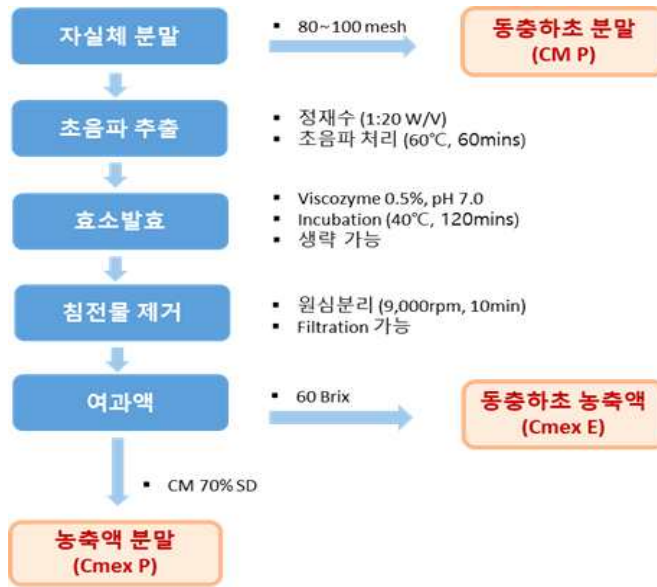 자실체 분말
▪ 80~100 mesh
동충하초 분말
(CM P)
초음파 추출
▪ 정재수 (1:20 W/V)
▪ 초음파 처리 (60℃, 60mins)
효소발효
▪ Viscozyme 0.5%, pH 7.0
▪ Incubation (40℃, 120mins)
▪ 생략 가능
침전물 제거
▪ 원심분리 (9,000rpm, 10min)
▪ Filtration 가능
여과액
▪ 60 Brix
동충하초 농축액
(Cmex E)
▪ CM 70% SD
농축액 분말
(Cmex P)